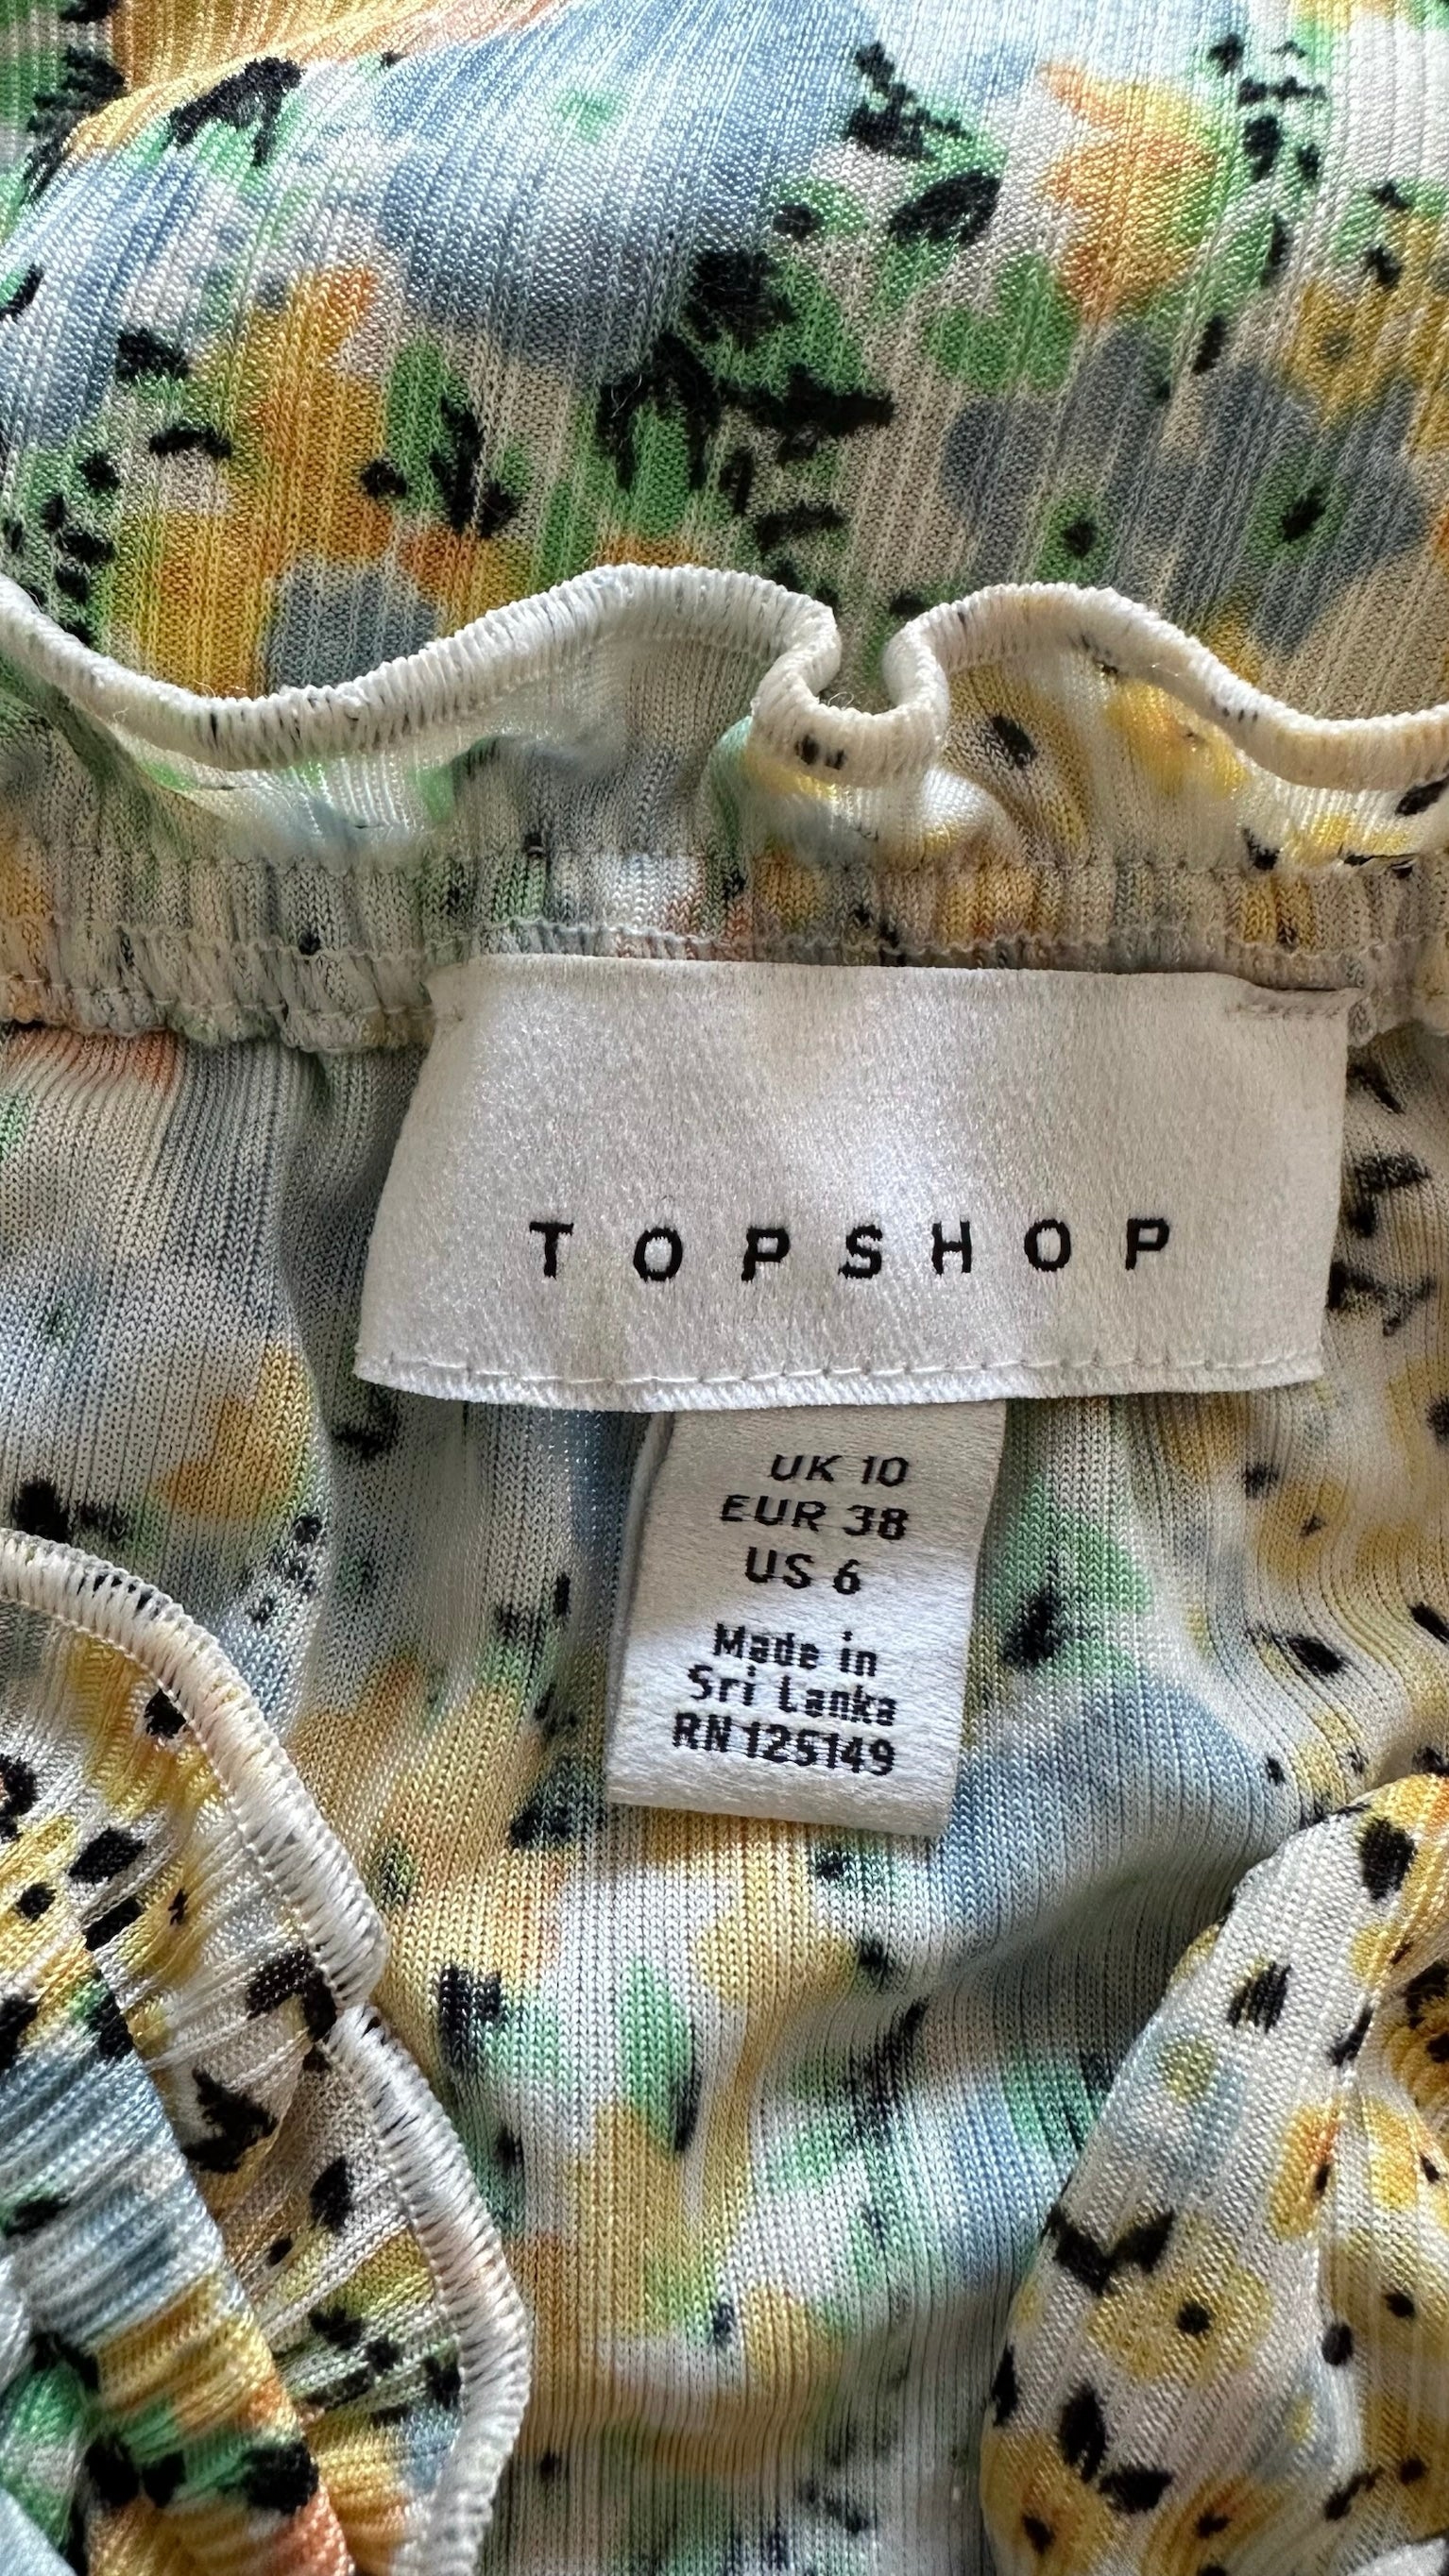 TOPSHOP
UK 10
EUR 38
US 6
Made in
Sri Lanka
RN 125149